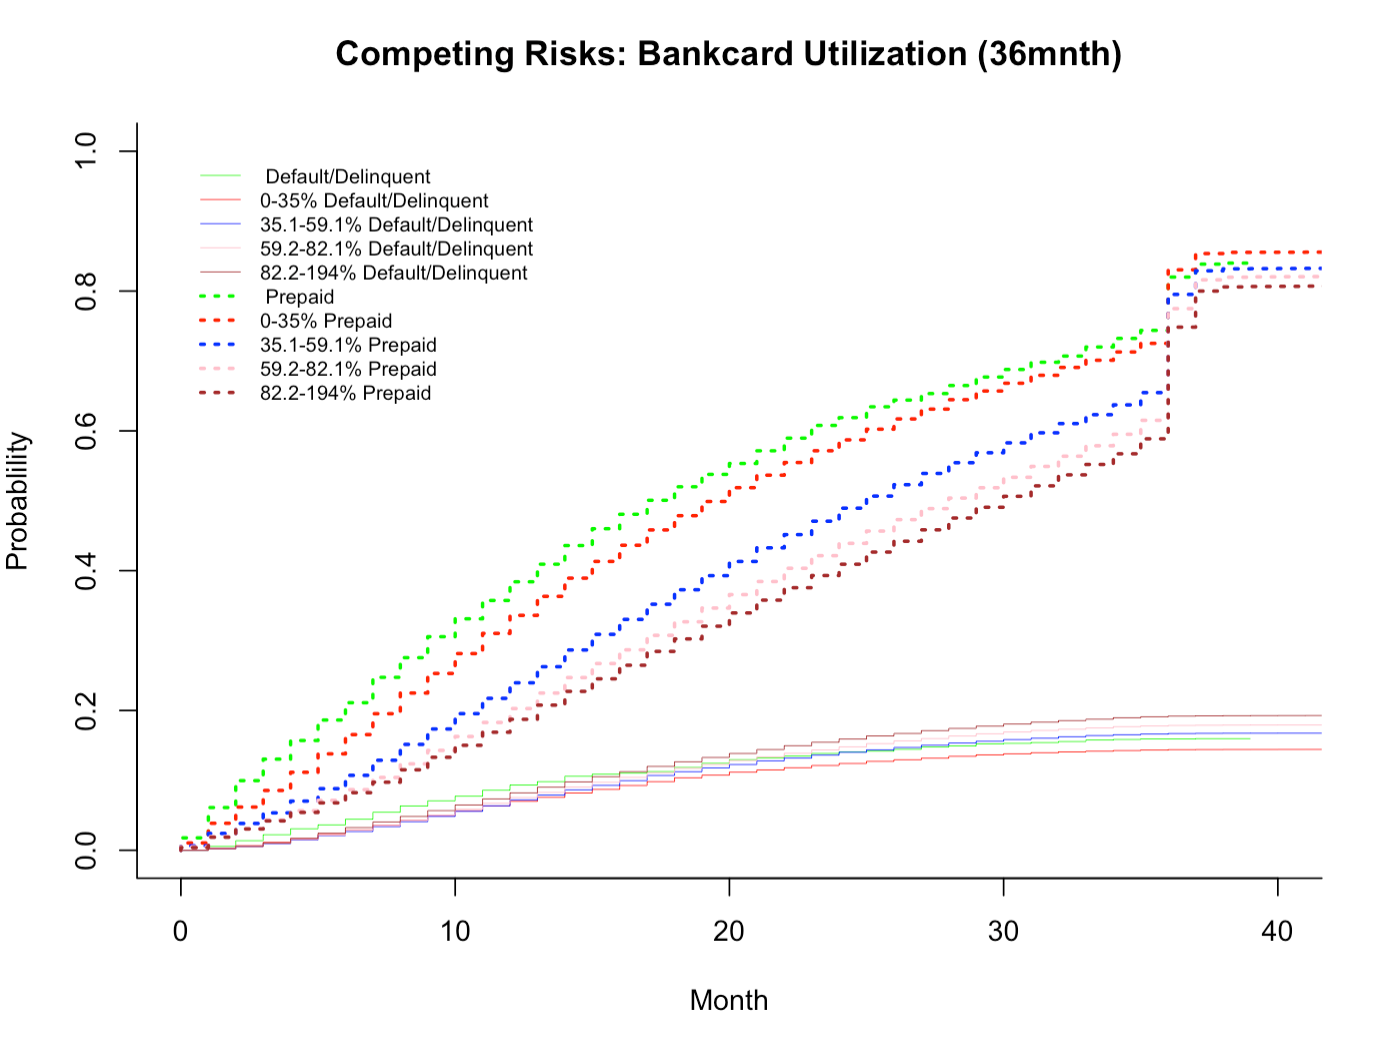 Competing Risks: Bankcard Utilization (36mnth)
1.0
0.8
0.6
0.4
0.2
0.0
Probablility
Default/Delinquent
0-35% Default/Delinquent
35.1-59.1% Default/Delinquent
59.2-82.1% Default/Delinquent
82.2-194% Default/Delinquent
Prepaid
0-35% Prepaid
35.1-59.1% Prepaid
59.2-82.1% Prepaid
82.2-194% Prepaid
0 10 20 30 40
Month